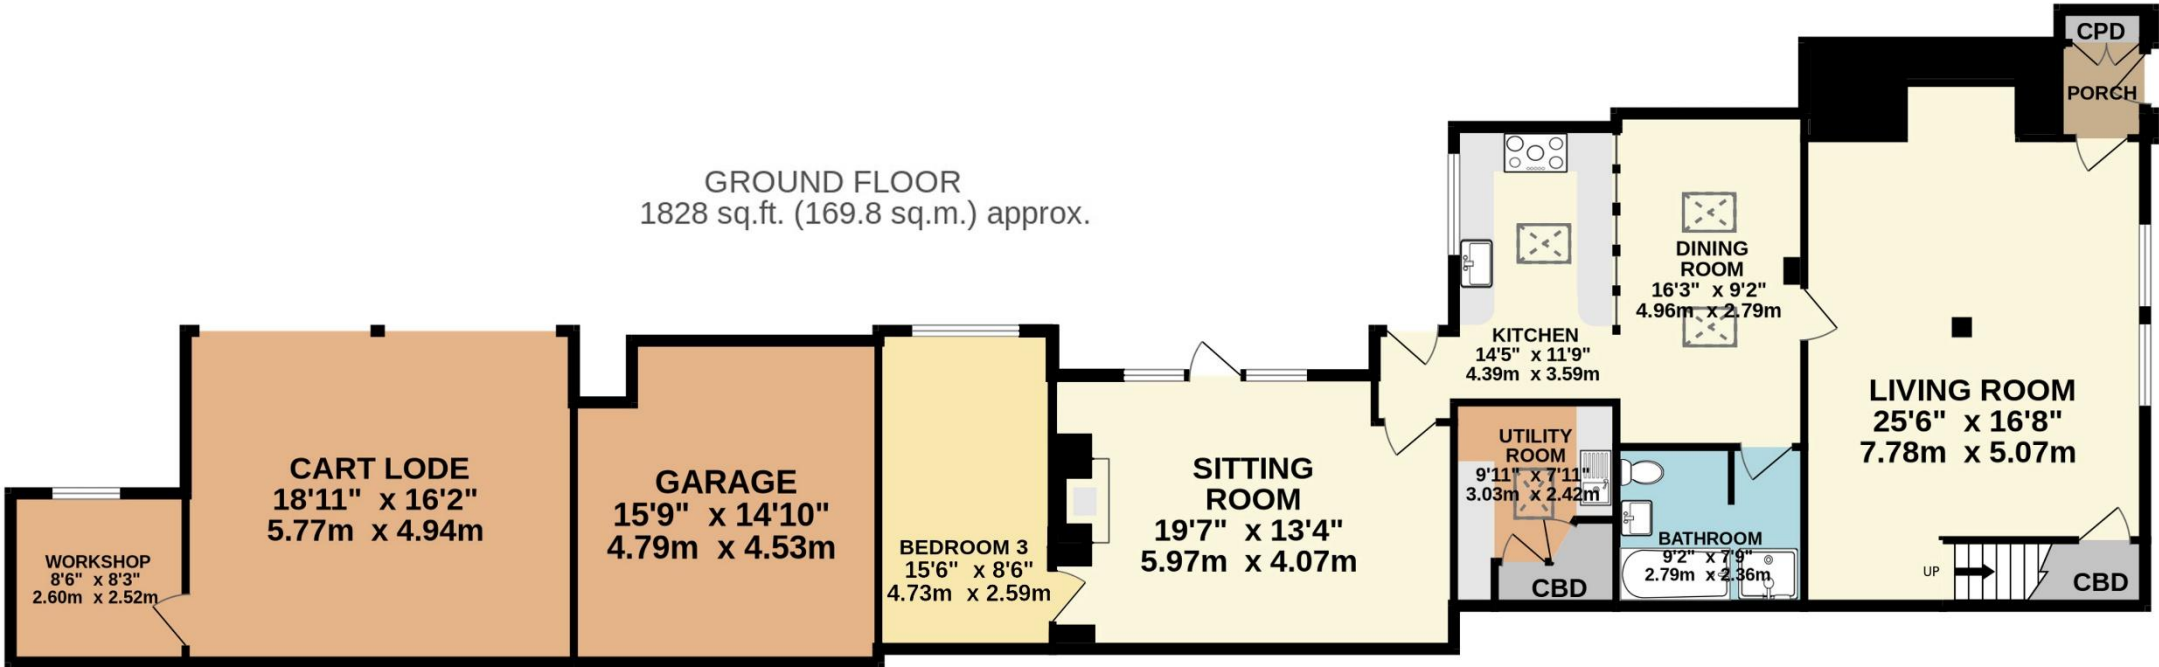 GROUND FLOOR
1828 sq.ft. (169.8 sq.m.) approx.
CPD
PORCH
DINING
ROOM
16'3" x 9'2"
4.96m x 2.79m
KITCHEN
14'5" x 11'9"
4.39m x 3.59m
LIVING ROOM
25'6" x 16'8"
7.78m x 5.07m
UTILITY
ROOM
9'11" x 7'11"
3.03m x 2.42m
CART LODE
18'11" x 16'2"
5.77m x 4.94m
GARAGE
15'9" x 14'10"
4.79m x 4.53m
SITTING
ROOM
19'7" x 13'4"
5.97m x 4.07m
BEDROOM 3
15'6" x 8'6"
4.73m x 2.59m
BATHROOM
9'2" x 7'9"
2.79m x 2.36m
WORKSHOP
8'6" x 8'3"
2.60m x 2.52m
CBD
UP
CBD